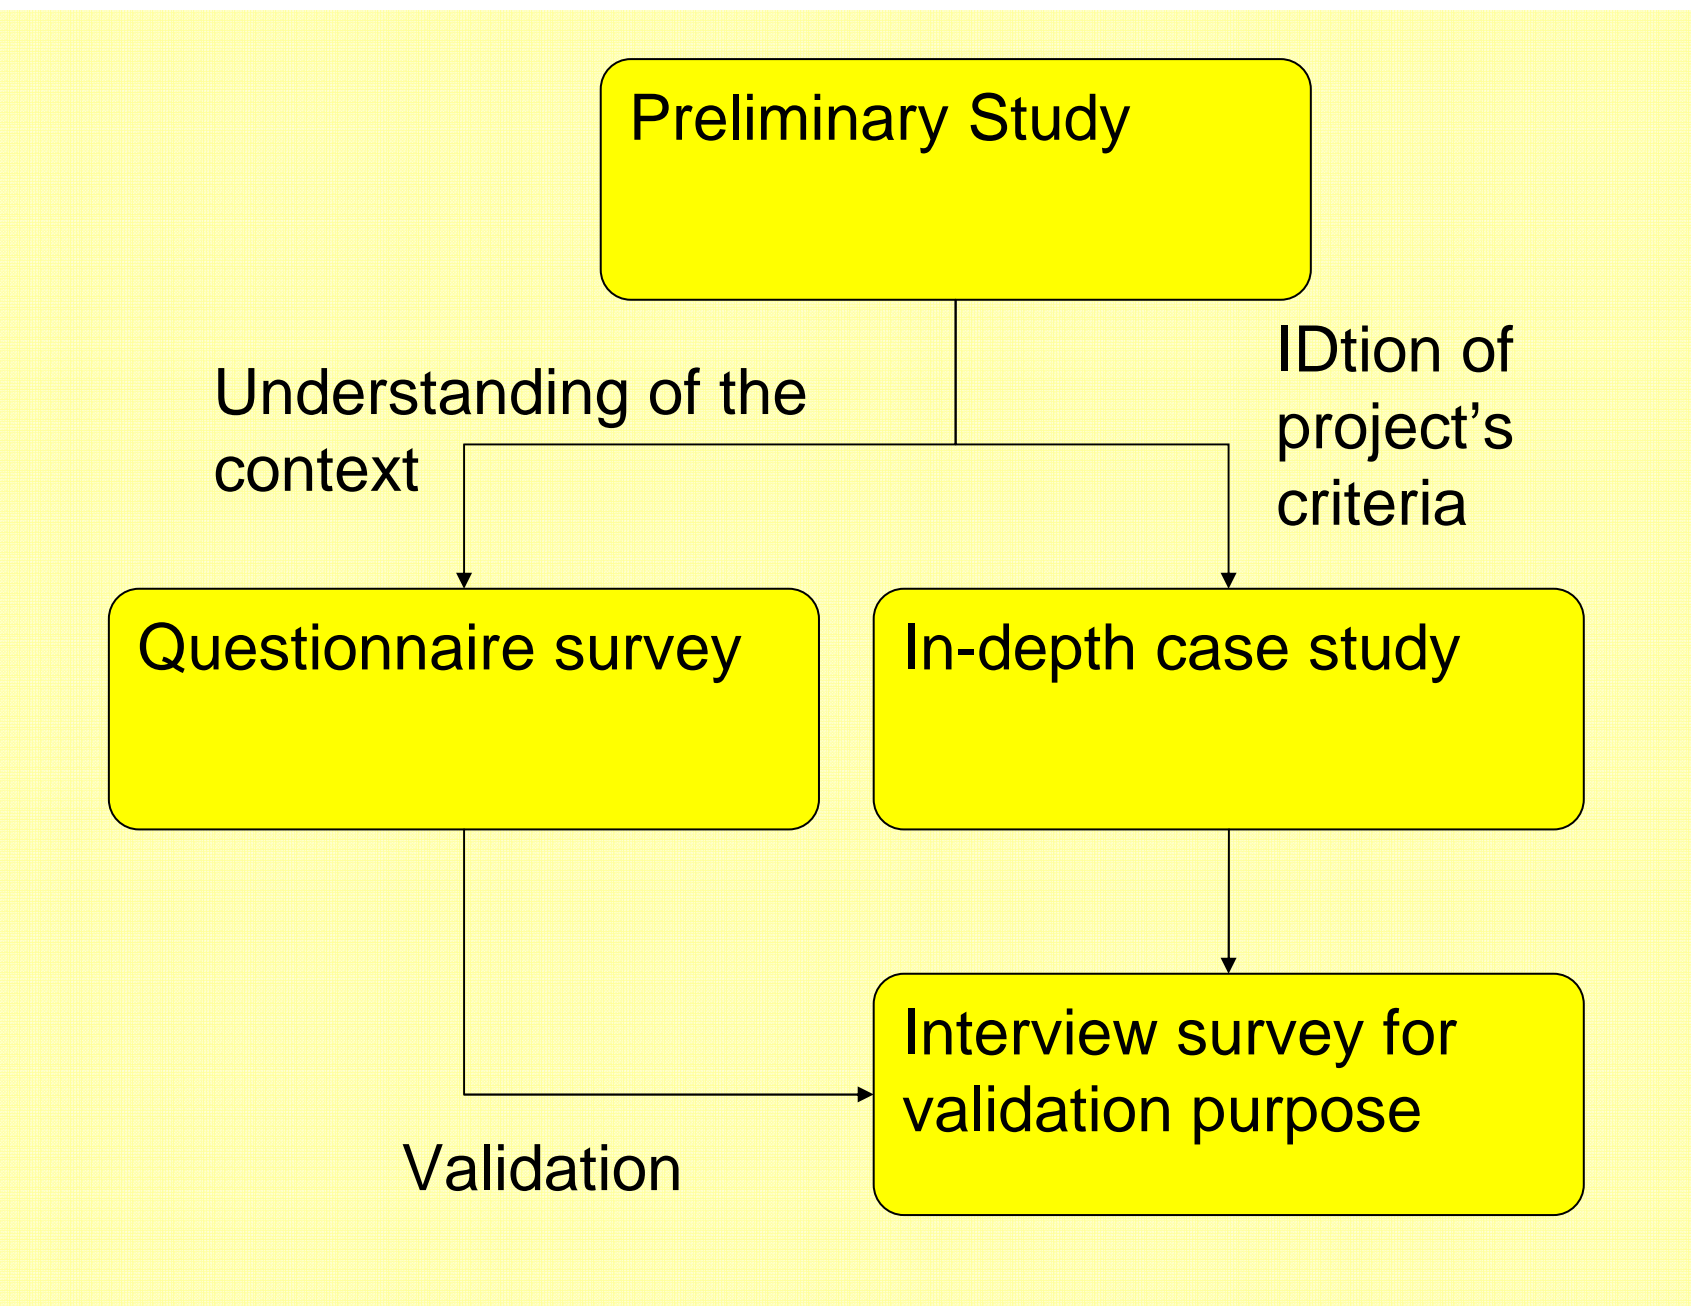 Preliminary Study
Understanding of the
context
IDtion of
project’s
criteria
Questionnaire survey
In-depth case study
Interview survey for
validation purpose
Validation